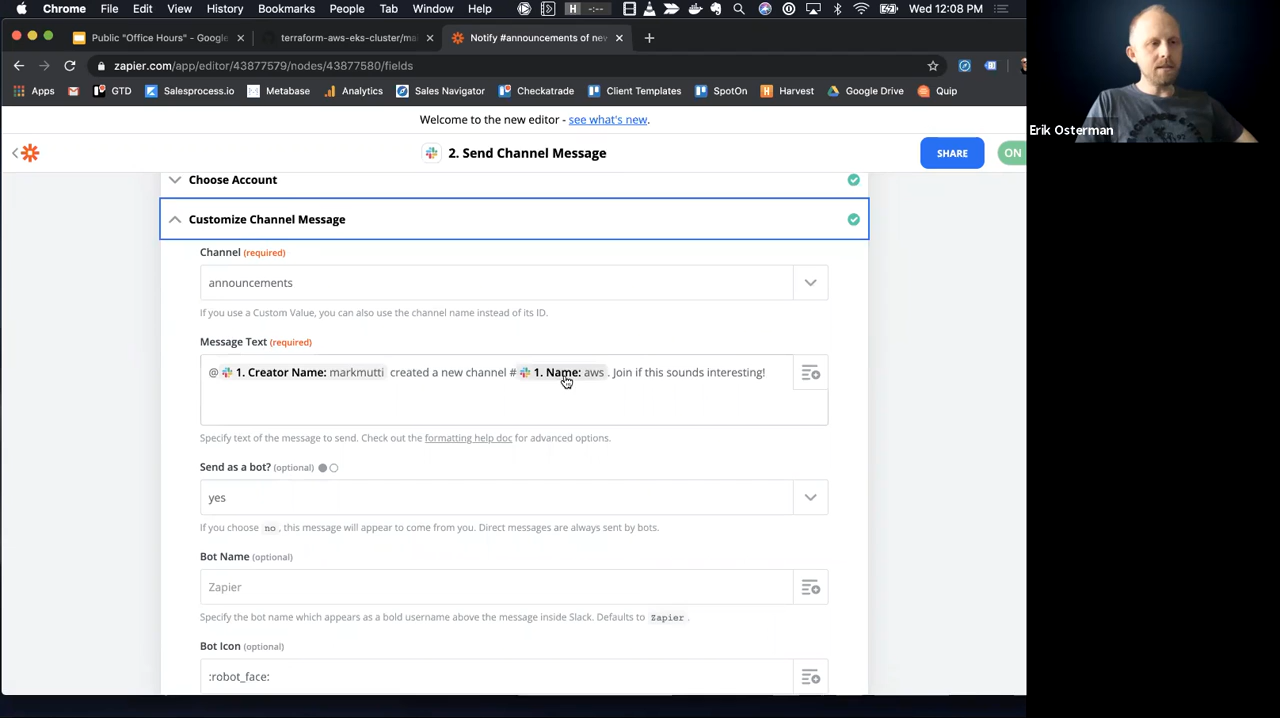 Chrome File Edit View History Bookmarks People Tab Window Help H -:-- Wed 12:08 PM
Public "Office Hours" - Google
terraform-aws-eks-cluster/ma
Notify #announcements of new
zapier.com/app/editor/43877579/nodes/43877580/fields
Apps GTD Salesprocess.io Metabase Analytics Sales Navigator Checkatrade Client Templates SpotOn Harvest Google Drive Quip
Welcome to the new editor - see what's new.
2. Send Channel Message
SHARE
ON
Choose Account
Customize Channel Message
Channel (required)
announcements
If you use a Custom Value, you can also use the channel name instead of its ID.
Message Text (required)
@ 1. Creator Name: markmutti created a new channel # 1. Name: aws . Join if this sounds interesting!
Specify text of the message to send. Check out the formatting help doc for advanced options.
Send as a bot? (optional)
yes
If you choose no , this message will appear to come from you. Direct messages are always sent by bots.
Bot Name (optional)
Zapier
Specify the bot name which appears as a bold username above the message inside Slack. Defaults to Zapier .
Bot Icon (optional)
:robot_face:
Erik Osterman